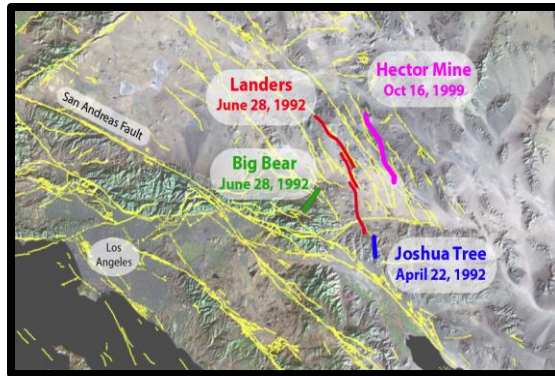 Landers
June 28, 1992
Hector Mine
Oct 16, 1999
San Andreas Fault
Big Bear
June 28, 1992
Los
Angeles
Joshua Tree
April 22, 1992